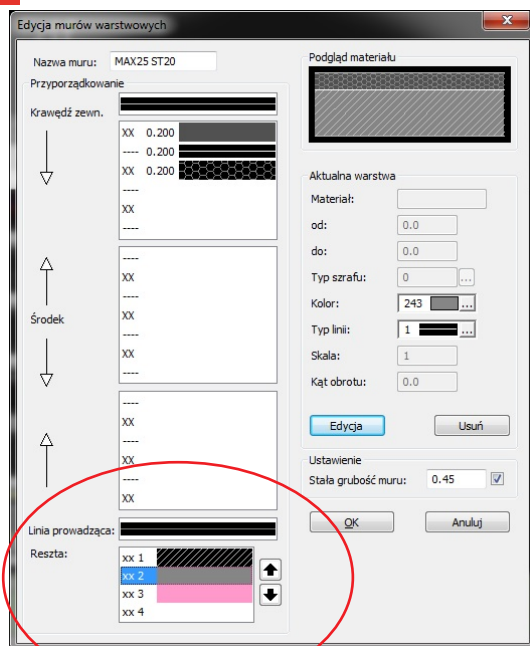 Edycja murów warstwowych
Nazwa muru: MAX25 ST20
Przyporządkowanie
Krawędź zewn.
XX 0.200
---- 0.200
XX 0.200
----
XX
----
----
XX
----
Środek
XX
----
XX
----
----
XX
----
XX
----
XX
Linia prowadząca:
Reszta:
xx 1
xx 2
xx 3
xx 4
Podgląd materiału
Aktualna warstwa
Materiał:
od: 0.0
do: 0.0
Typ szrafu: 0 ...
Kolor: 243 ...
Typ linii: 1 ...
Skala: 1
Kąt obrotu: 0.0
Edycja Usuń
Ustawienie
Stała grubość muru: 0.45
OK Anuluj